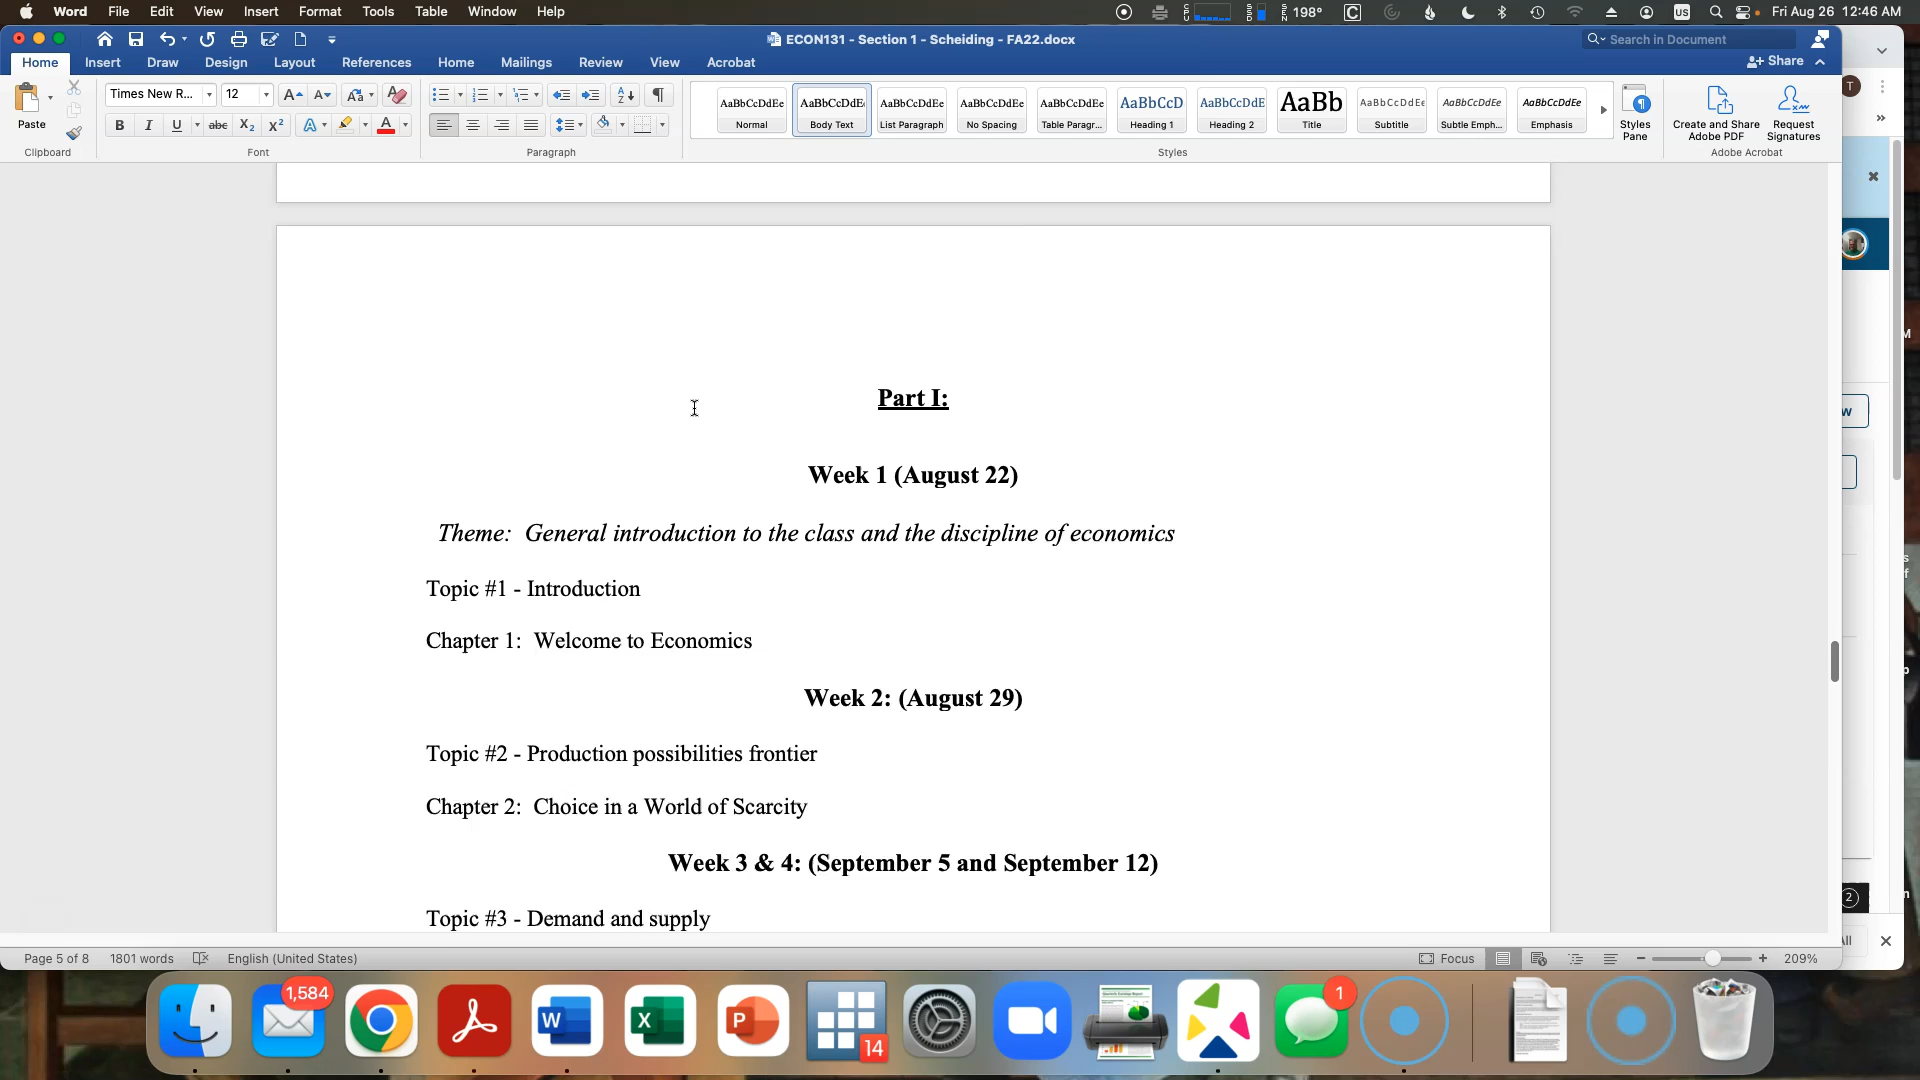 Word File Edit View Insert Format Tools Table Window Help 198° US Fri Aug 26 12:46 AM
ECON131 - Section 1 - Scheiding - FA22.docx
Search in Document
Home Insert Draw Design Layout References Home Mailings Review View Acrobat
Share
Paste
Clipboard
Times New R... 12
Font
Paragraph
AaBbCcDdEe AaBbCcDdE AaBbCcDdEe AaBbCcDdEe AaBbCcDdEe AaBbCcD AaBbCcDdE AaBb AaBbCcDdEe AaBbCcDdEe AaBbCcDdEe
Normal Body Text List Paragraph No Spacing Table Paragr... Heading 1 Heading 2 Title Subtitle Subtle Emph... Emphasis
Styles
Styles Pane
Create and Share Adobe PDF
Request Signatures
Adobe Acrobat
Part I:
Week 1 (August 22)
Theme: General introduction to the class and the discipline of economics
Topic #1 - Introduction
Chapter 1: Welcome to Economics
Week 2: (August 29)
Topic #2 - Production possibilities frontier
Chapter 2: Choice in a World of Scarcity
Week 3 & 4: (September 5 and September 12)
Topic #3 - Demand and supply
Page 5 of 8 1801 words English (United States) Focus 209%
1,584
14
1